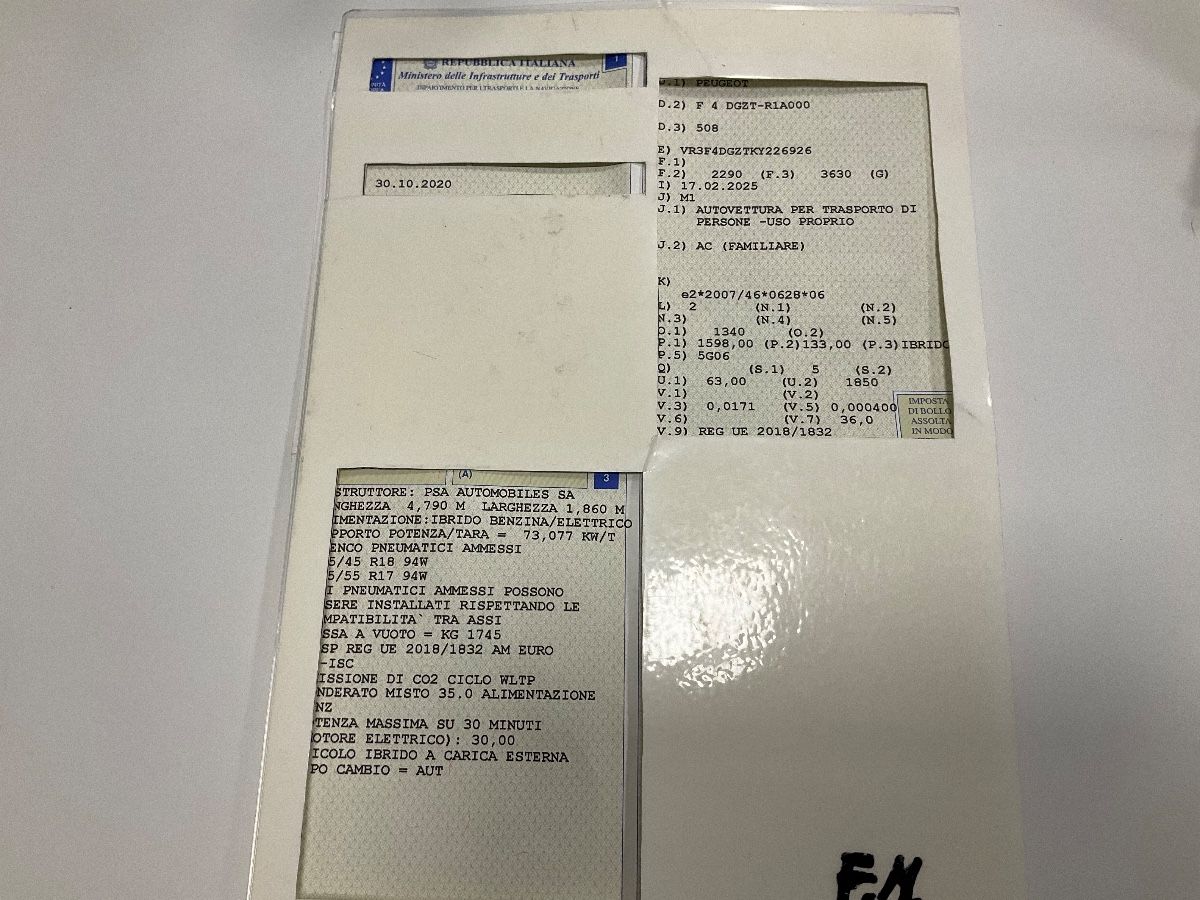 REPUBBLICA ITALIANA
1
Ministero delle Infrastrutture e dei Trasporti
DIPARTIMENTO PER I TRASPORTI E LA NAVIGAZIONE
30.10.2020
D.1) PEUGEOT
D.2) F 4 DGZT-R1A000
D.3) 508
E) VR3F4DGZTKY226926
F.1)
F.2) 2290 (F.3) 3630 (G)
I) 17.02.2025
J) M1
J.1) AUTOVETTURA PER TRASPORTO DI
PERSONE -USO PROPRIO
J.2) AC (FAMILIARE)
K)
e2*2007/46*0628*06
L) 2 (N.1) (N.2)
N.3) (N.4) (N.5)
O.1) 1340 (O.2)
P.1) 1598,00 (P.2)133,00 (P.3)IBRIDO
P.5) 5G06
Q) (S.1) 5 (S.2)
U.1) 63,00 (U.2) 1850
V.1) (V.2)
V.3) 0,0171 (V.5) 0,000400
V.6) (V.7) 36,0
V.9) REG UE 2018/1832
IMPOSTA
DI BOLLO
ASSOLTA
IN MODO
(A)
3
STRUTTORE: PSA AUTOMOBILES SA
NGHEZZA 4,790 M LARGHEZZA 1,860 M
IMENTAZIONE:IBRIDO BENZINA/ELETTRICO
PPORTO POTENZA/TARA = 73,077 KW/T
ENCO PNEUMATICI AMMESSI
5/45 R18 94W
5/55 R17 94W
I PNEUMATICI AMMESSI POSSONO
SERE INSTALLATI RISPETTANDO LE
MPATIBILITA` TRA ASSI
SSA A VUOTO = KG 1745
SP REG UE 2018/1832 AM EURO
-ISC
ISSIONE DI CO2 CICLO WLTP
NDERATO MISTO 35.0 ALIMENTAZIONE
NZ
TENZA MASSIMA SU 30 MINUTI
OTORE ELETTRICO): 30,00
ICOLO IBRIDO A CARICA ESTERNA
PO CAMBIO = AUT